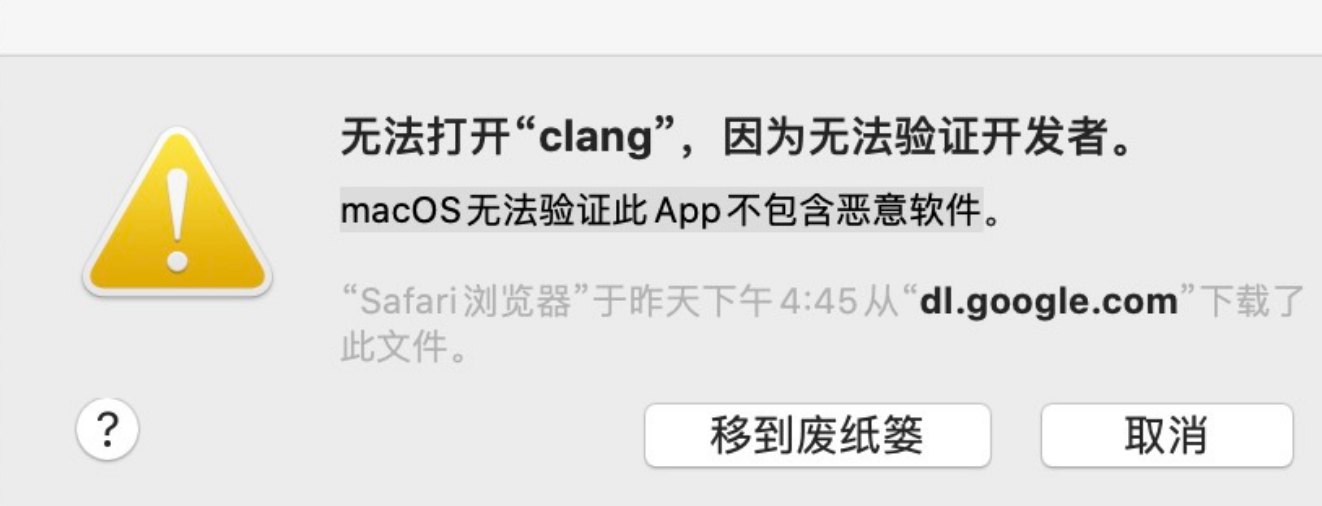 无法打开“clang”，因为无法验证开发者。
macOS无法验证此App不包含恶意软件。
“Safari浏览器”于昨天下午4:45从“dl.google.com”下载了
此文件。
?
移到废纸篓
取消